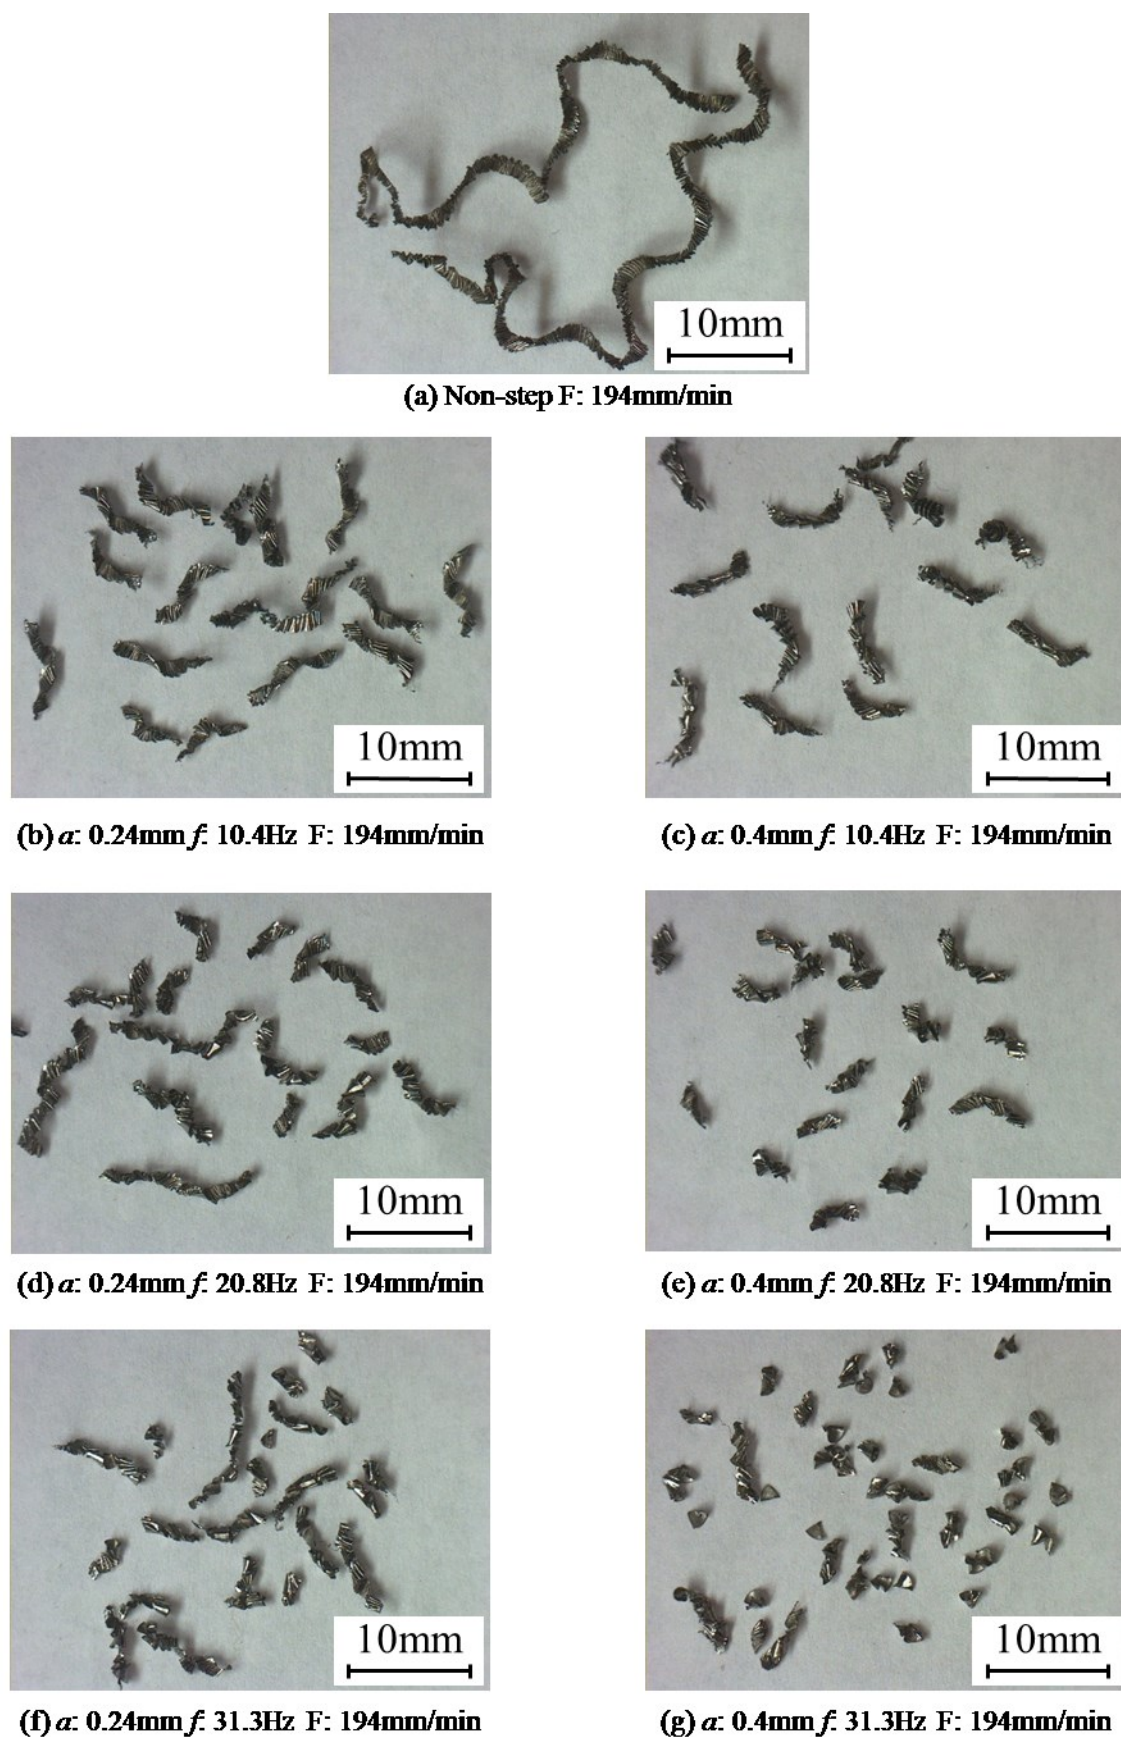 10mm
(a) Non-step F: 194mm/min
10mm
10mm
(b) a: 0.24mm f: 10.4Hz F: 194mm/min
(c) a: 0.4mm f: 10.4Hz F: 194mm/min
10mm
10mm
(d) a: 0.24mm f: 20.8Hz F: 194mm/min
(e) a: 0.4mm f: 20.8Hz F: 194mm/min
10mm
10mm
(f) a: 0.24mm f: 31.3Hz F: 194mm/min
(g) a: 0.4mm f: 31.3Hz F: 194mm/min